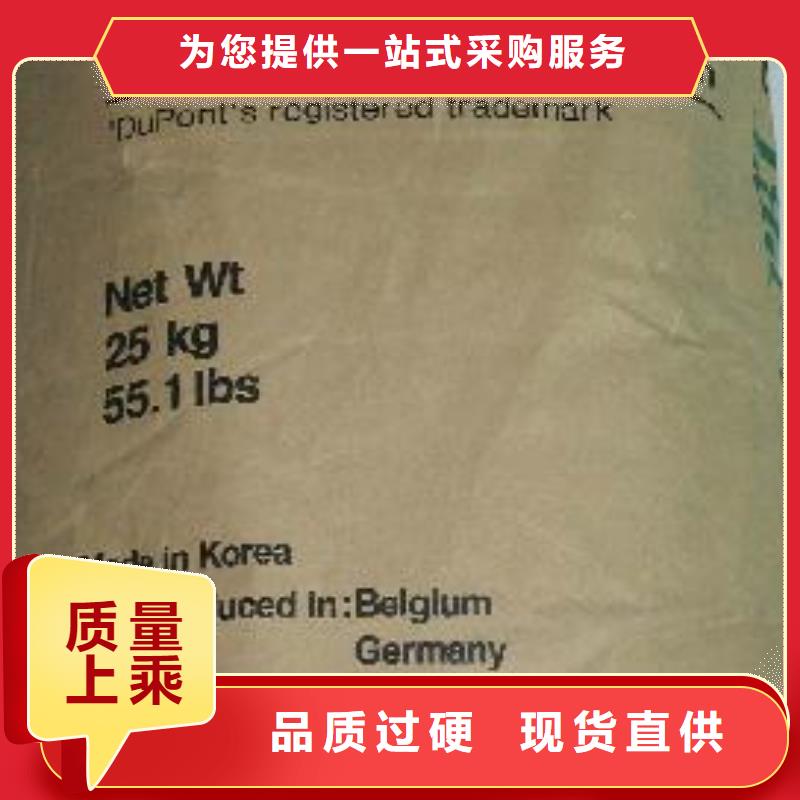 为您提供一站式采购服务
*DuPont's registered trademark
Net Wt
25 kg
55.1 lbs
Made in Korea
uced in:Belgium
Germany
质量
上乘
品质过硬 现货直供